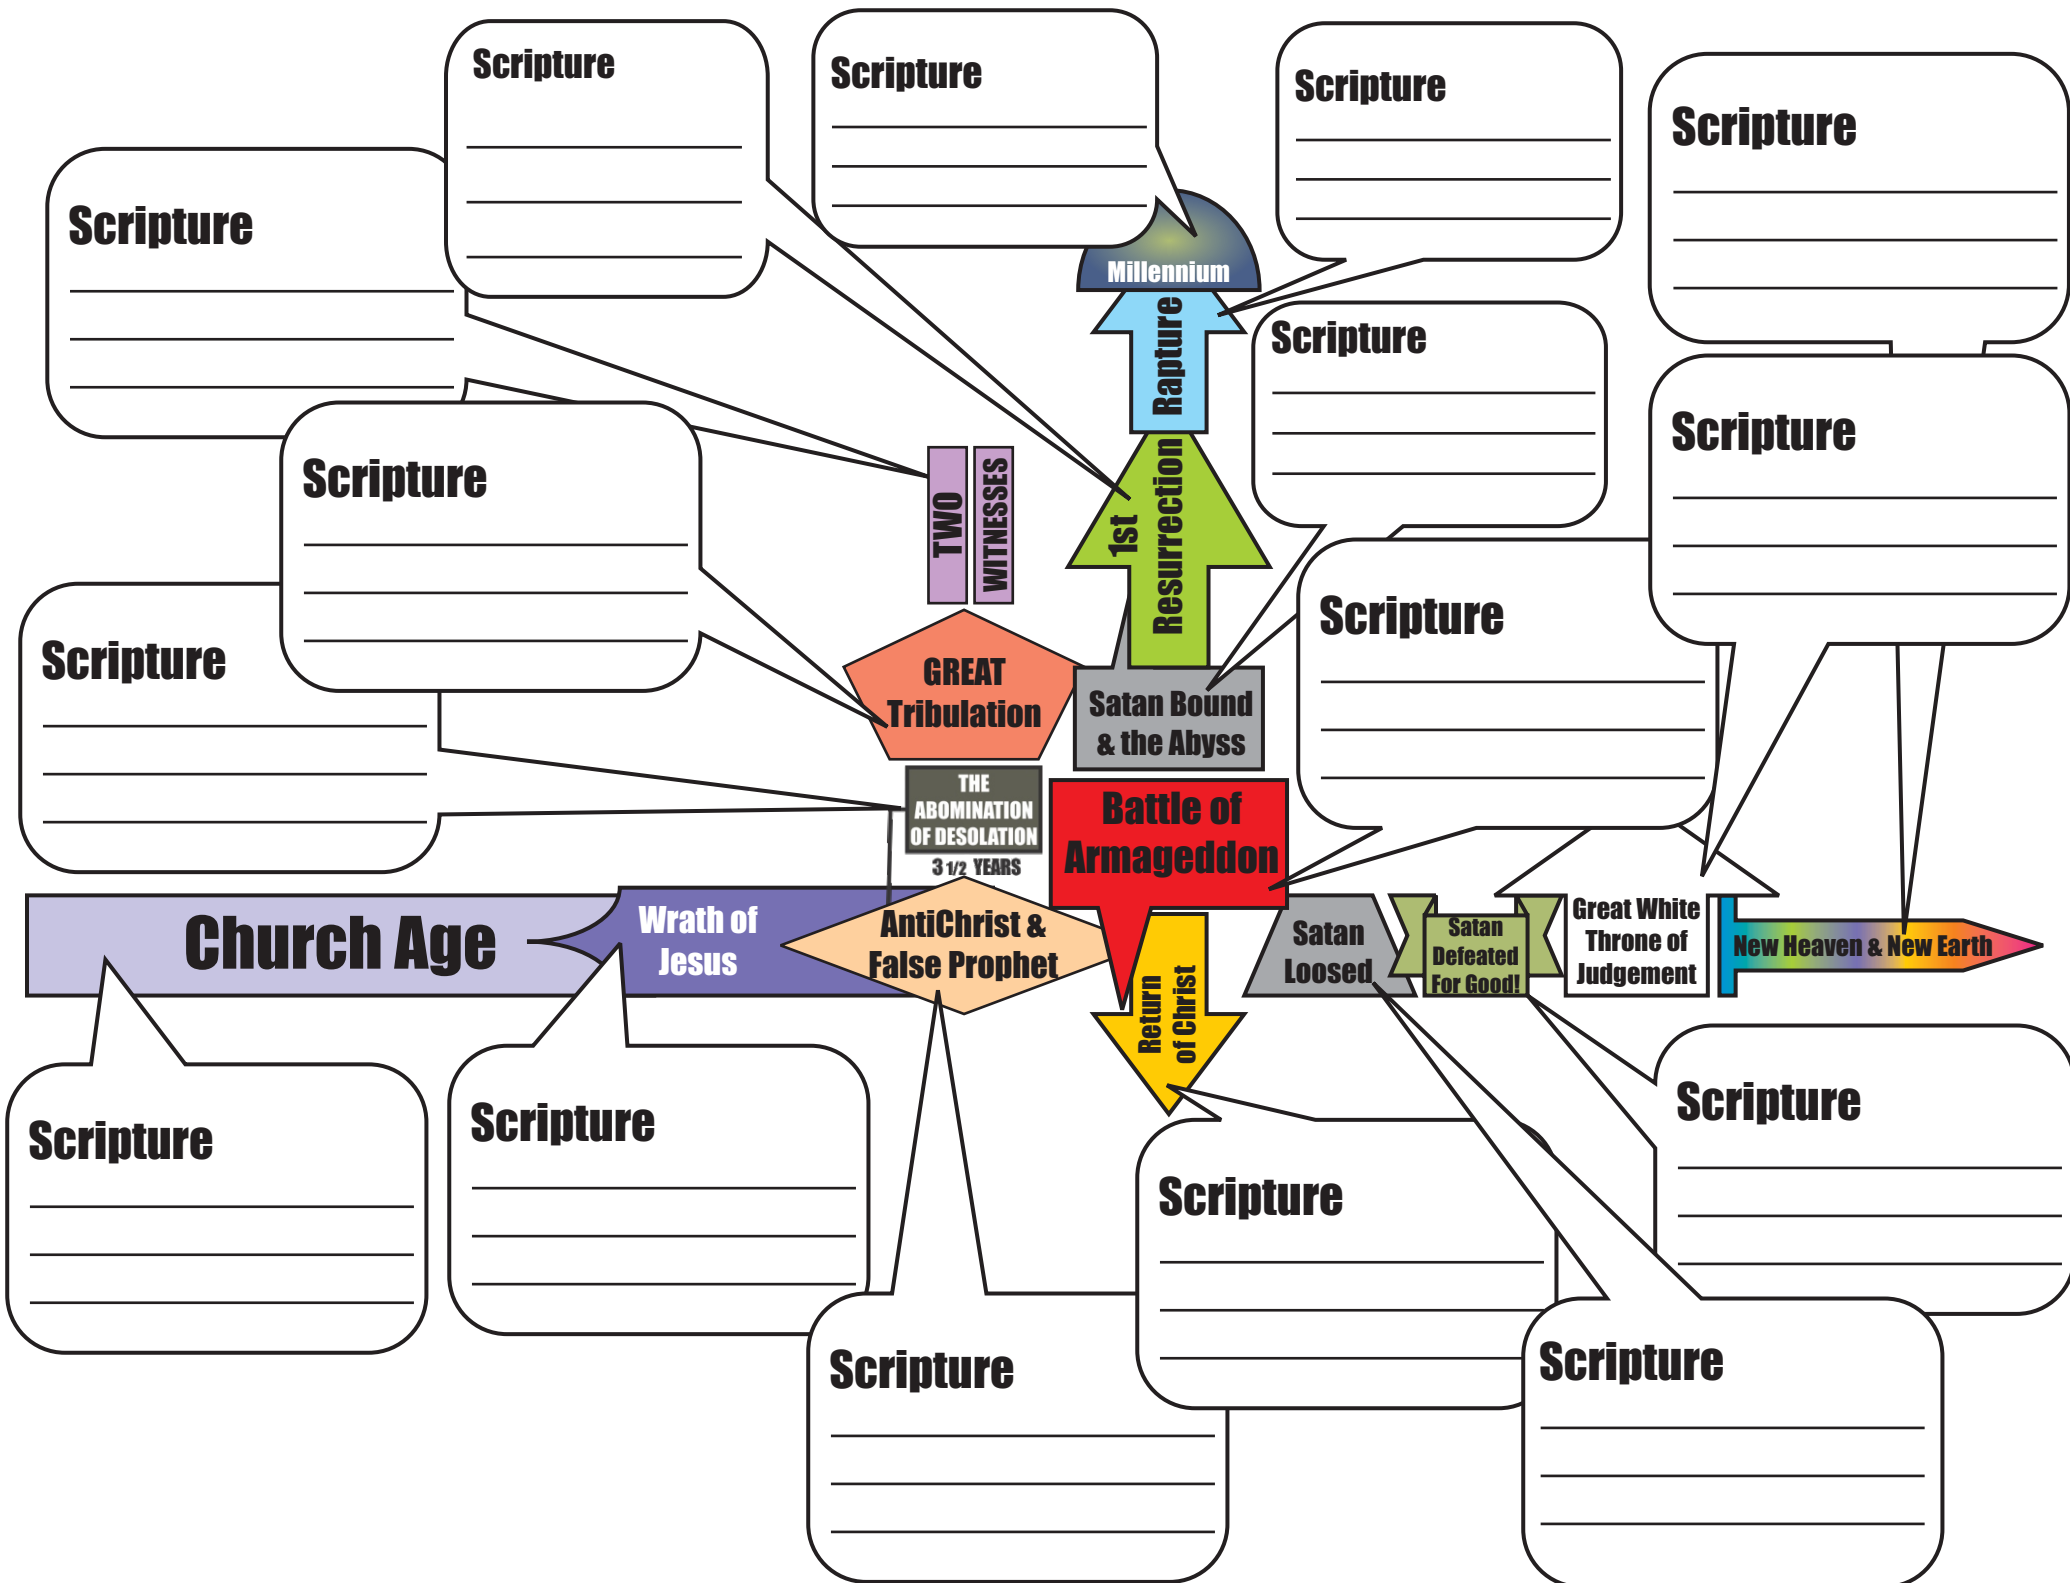 Scripture
Scripture
Scripture
Scripture
Scripture
Millennium
Rapture
Scripture
Scripture
Scripture
TWO
WITNESSES
1st
Resurrection
Scripture
Scripture
GREAT
Tribulation
Satan Bound
& the Abyss
THE
ABOMINATION
OF DESOLATION
3 1/2 YEARS
Battle of
Armageddon
Church Age
Wrath of
Jesus
AntiChrist &
False Prophet
Return
of Christ
Satan
Loosed
Satan
Defeated
For Good!
Great White
Throne of
Judgement
New Heaven & New Earth
Scripture
Scripture
Scripture
Scripture
Scripture
Scripture